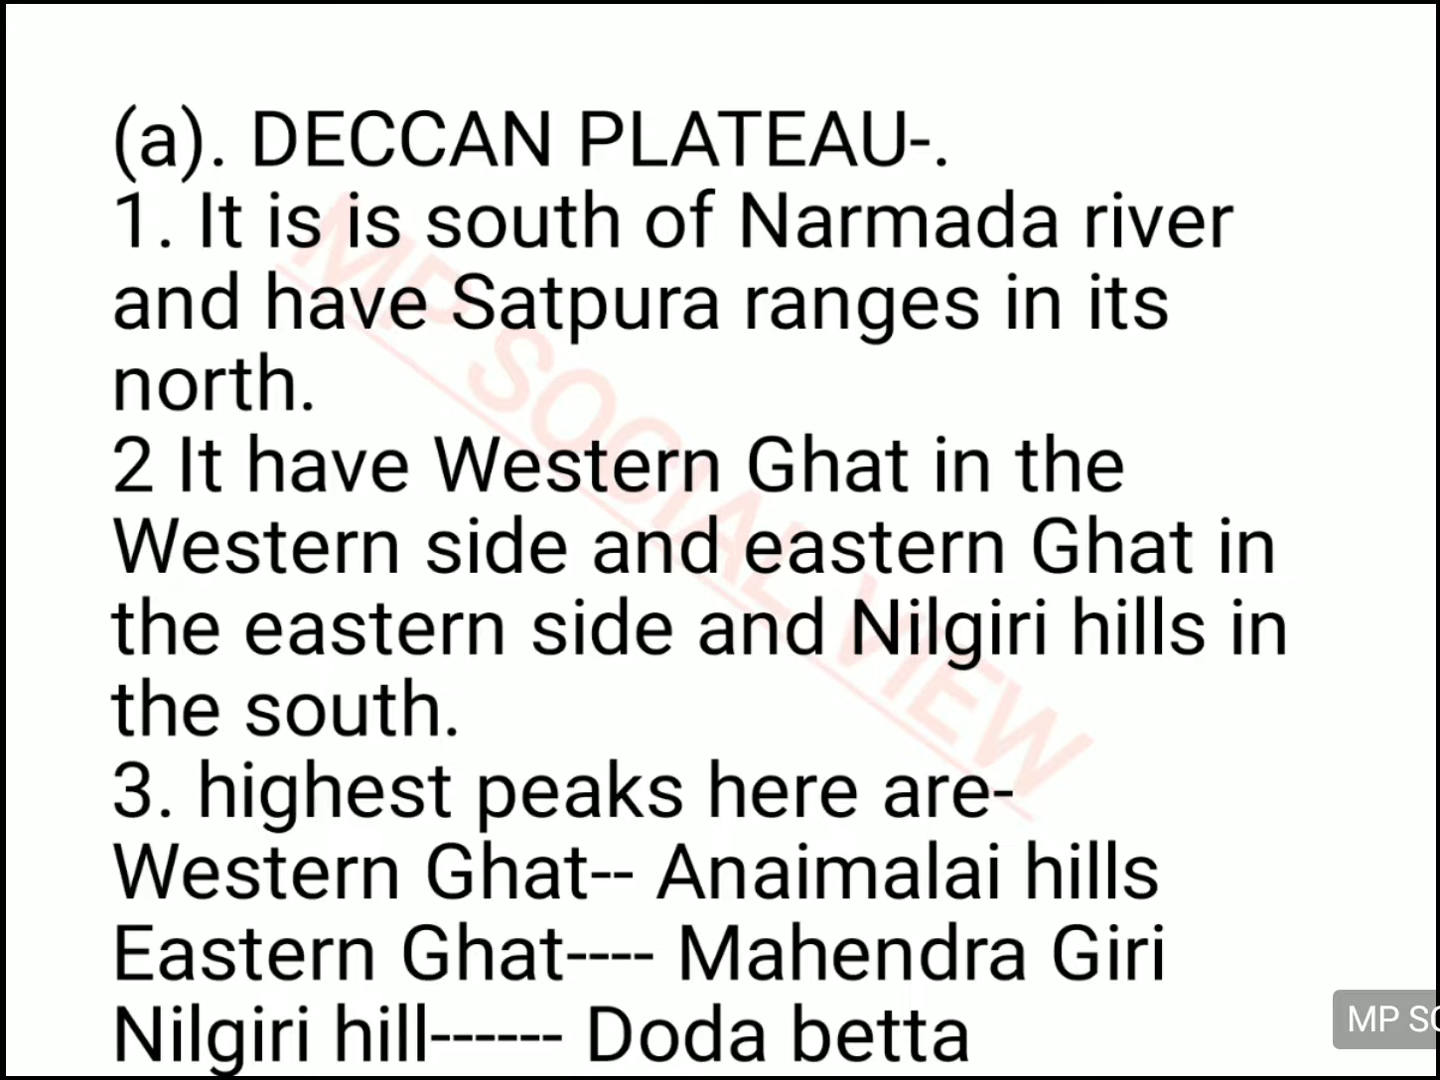 (a). DECCAN PLATEAU-.
1. It is is south of Narmada river
and have Satpura ranges in its
north.
2 It have Western Ghat in the
Western side and eastern Ghat in
the eastern side and Nilgiri hills in
the south.
3. highest peaks here are-
Western Ghat-- Anaimalai hills
Eastern Ghat---- Mahendra Giri
Nilgiri hill------ Doda betta
MP SOCIAL VIEW
MP SO